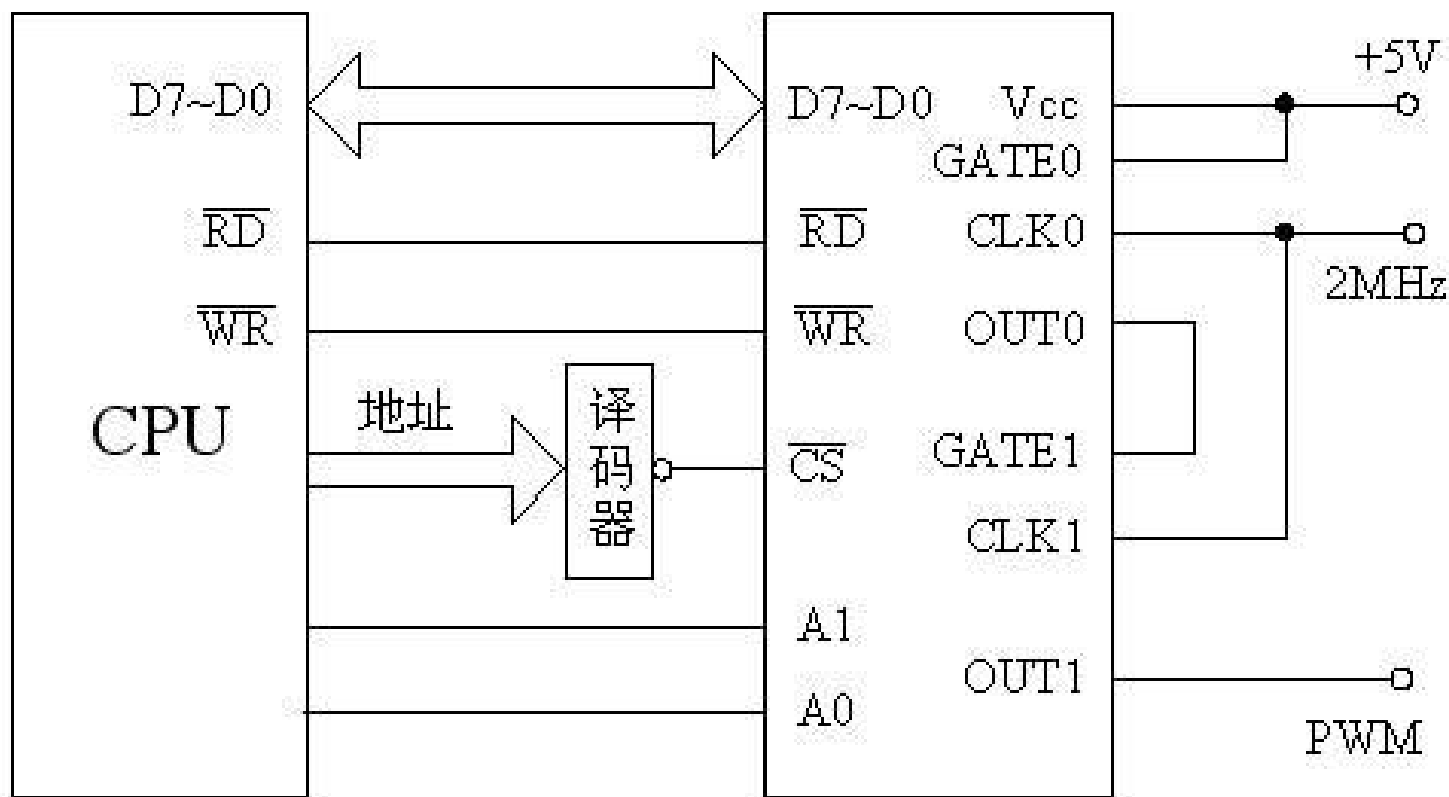 D7~D0
D7~D0
Vcc
+5V
GATE0
RD
RD
CLK0
2MHz
WR
WR
OUT0
CPU
地址
译码器
CS
GATE1
CLK1
A1
OUT1
A0
PWM